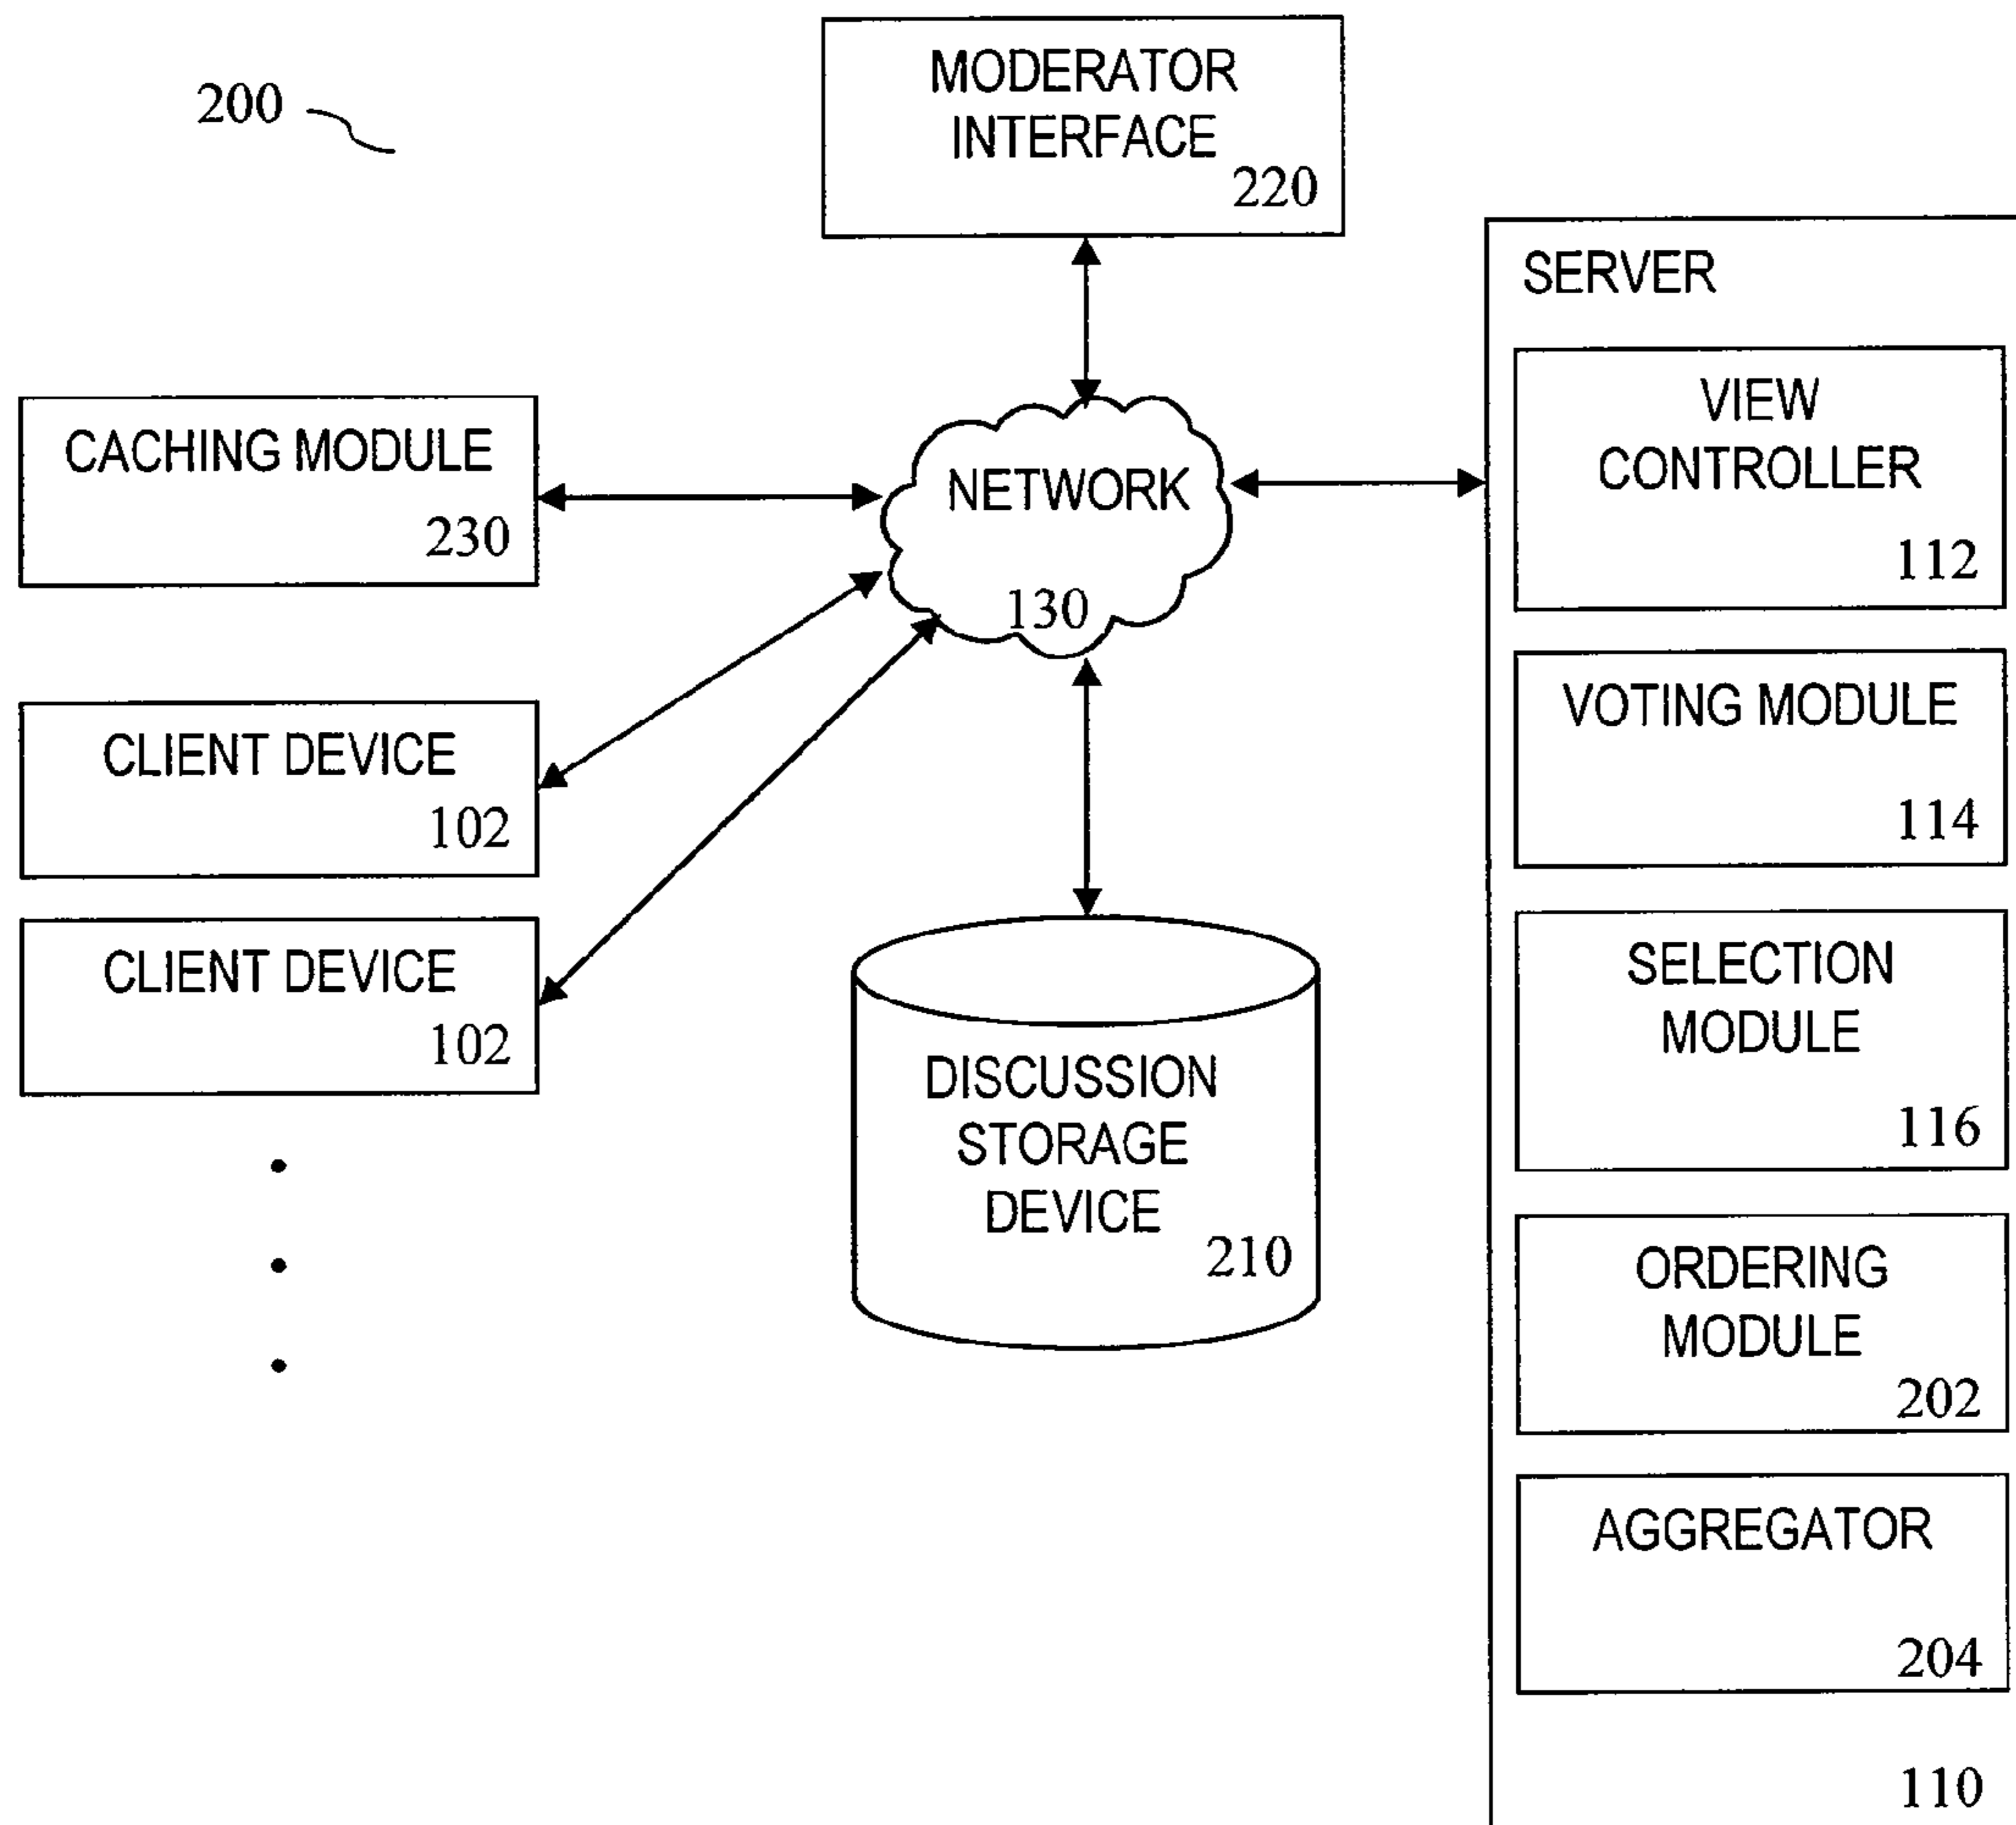 200
MODERATOR
INTERFACE
220
SERVER
VIEW
CONTROLLER
112
CACHING MODULE
230
NETWORK
130
VOTING MODULE
114
CLIENT DEVICE
102
CLIENT DEVICE
102
SELECTION
MODULE
116
DISCUSSION
STORAGE
DEVICE
210
ORDERING
MODULE
202
AGGREGATOR
204
110